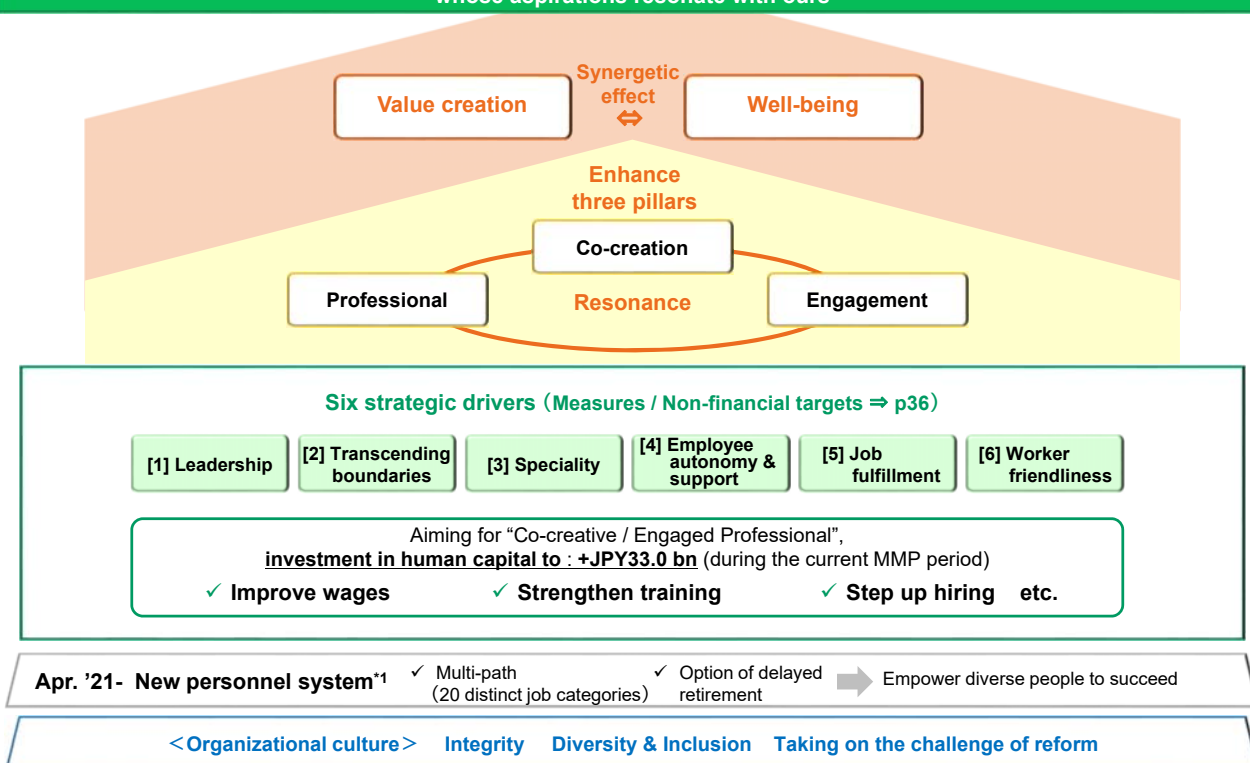 whose aspirations resonate with ours
Value creation
Synergetic
effect
⇔
Well-being
Enhance
three pillars
Co-creation
Professional
Resonance
Engagement
Six strategic drivers（Measures / Non-financial targets ⇒ p36）
[1] Leadership
[2] Transcending
boundaries
[3] Speciality
[4] Employee
autonomy &
support
[5] Job
fulfillment
[6] Worker
friendliness
Aiming for “Co-creative / Engaged Professional”,
investment in human capital to : +JPY33.0 bn (during the current MMP period)
✓ Improve wages ✓ Strengthen training ✓ Step up hiring etc.
Apr. ’21- New personnel system*1
✓ Multi-path
（20 distinct job categories）
✓ Option of delayed
retirement
Empower diverse people to succeed
＜Organizational culture＞ Integrity Diversity & Inclusion Taking on the challenge of reform